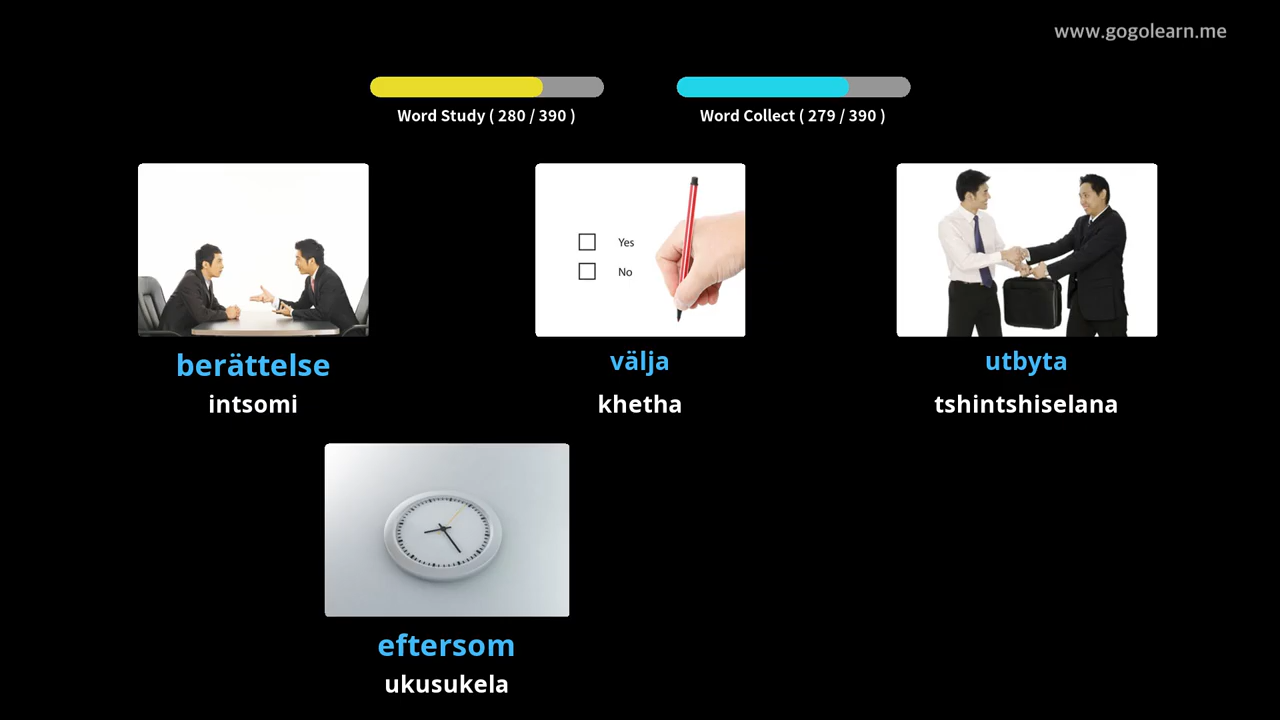 www.gogolearn.me
Word Study ( 280 / 390 )
Word Collect ( 279 / 390 )
Yes
No
berättelse
intsomi
välja
khetha
utbyta
tshintshiselana
eftersom
ukusukela